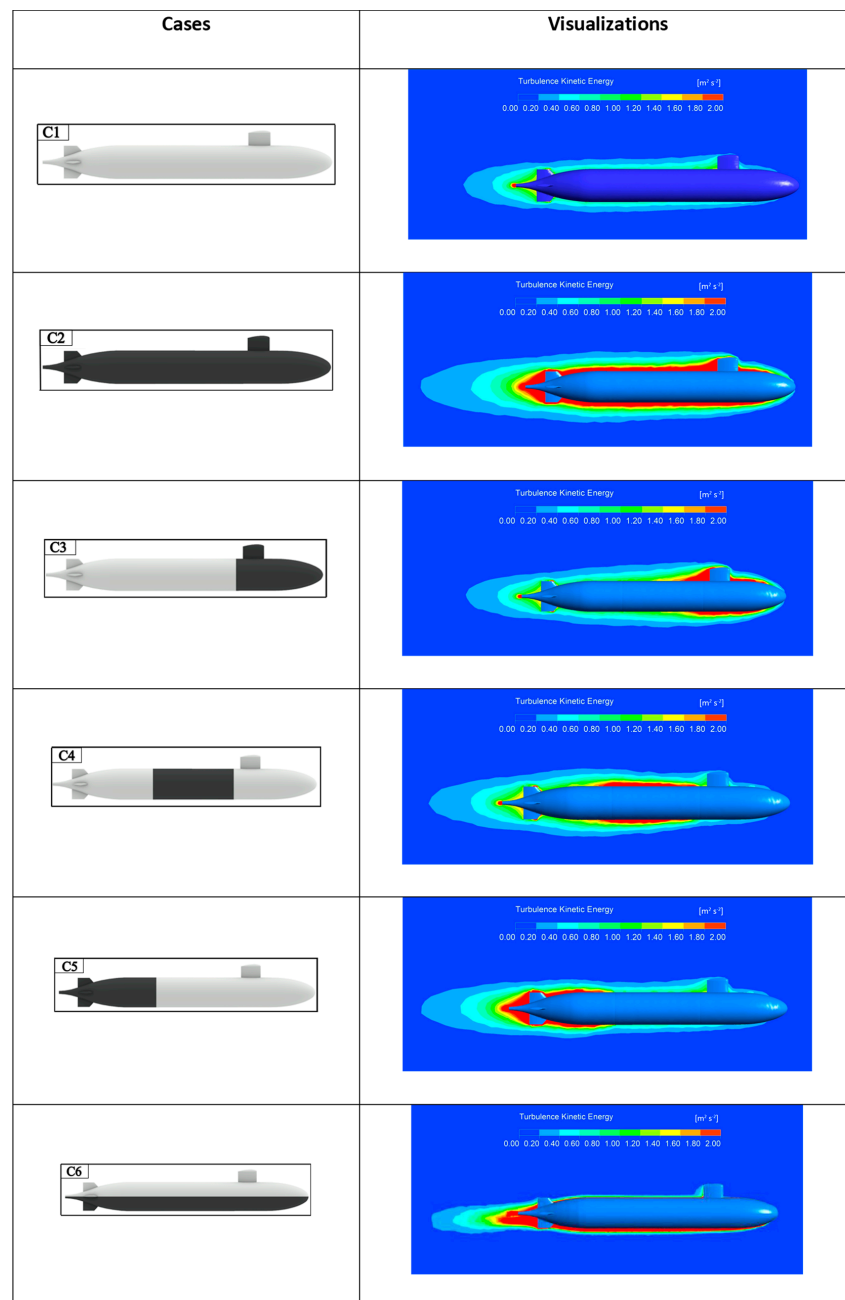 Cases Visualizations
Turbulence Kinetic Energy [m² s⁻²]
0.00 0.20 0.40 0.60 0.80 1.00 1.20 1.40 1.60 1.80 2.00
C1
Turbulence Kinetic Energy [m² s⁻²]
0.00 0.20 0.40 0.60 0.80 1.00 1.20 1.40 1.60 1.80 2.00
C2
Turbulence Kinetic Energy [m² s⁻²]
0.00 0.20 0.40 0.60 0.80 1.00 1.20 1.40 1.60 1.80 2.00
C3
Turbulence Kinetic Energy [m² s⁻²]
0.00 0.20 0.40 0.60 0.80 1.00 1.20 1.40 1.60 1.80 2.00
C4
Turbulence Kinetic Energy [m² s⁻²]
0.00 0.20 0.40 0.60 0.80 1.00 1.20 1.40 1.60 1.80 2.00
C5
Turbulence Kinetic Energy [m² s⁻²]
0.00 0.20 0.40 0.60 0.80 1.00 1.20 1.40 1.60 1.80 2.00
C6